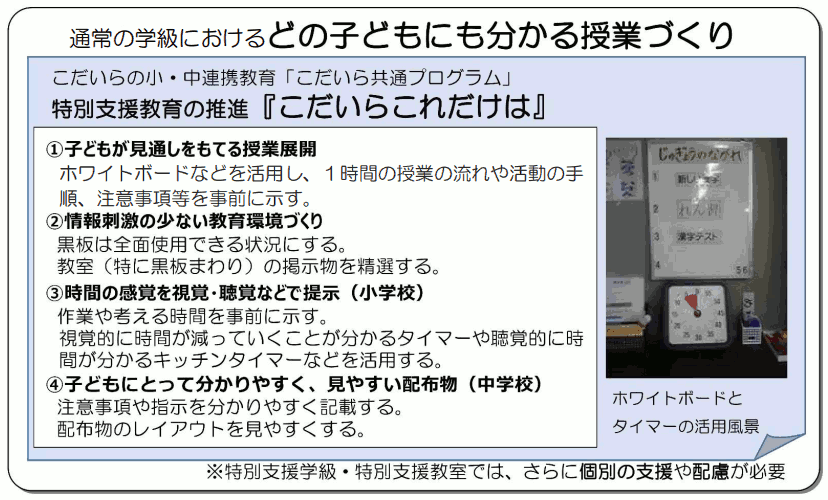 通常の学級におけるどの子どもにも分かる授業づくり
こだいらの小・中連携教育「こだいら共通プログラム」
特別支援教育の推進『こだいらこれだけは』
①子どもが見通しをもてる授業展開
ホワイトボードなどを活用し、１時間の授業の流れや活動の手
順、注意事項等を事前に示す。
②情報刺激の少ない教育環境づくり
黒板は全面使用できる状況にする。
教室（特に黒板まわり）の掲示物を精選する。
③時間の感覚を視覚・聴覚などで提示（小学校）
作業や考える時間を事前に示す。
視覚的に時間が減っていくことが分かるタイマーや聴覚的に時
間が分かるキッチンタイマーなどを活用する。
④子どもにとって分かりやすく、見やすい配布物（中学校）
注意事項や指示を分かりやすく記載する。
配布物のレイアウトを見やすくする。
じゅぎょうのながれ
1
2
3 漢字テスト
4
56
ホワイトボードと
タイマーの活用風景
※特別支援学級・特別支援教室では、さらに個別の支援や配慮が必要